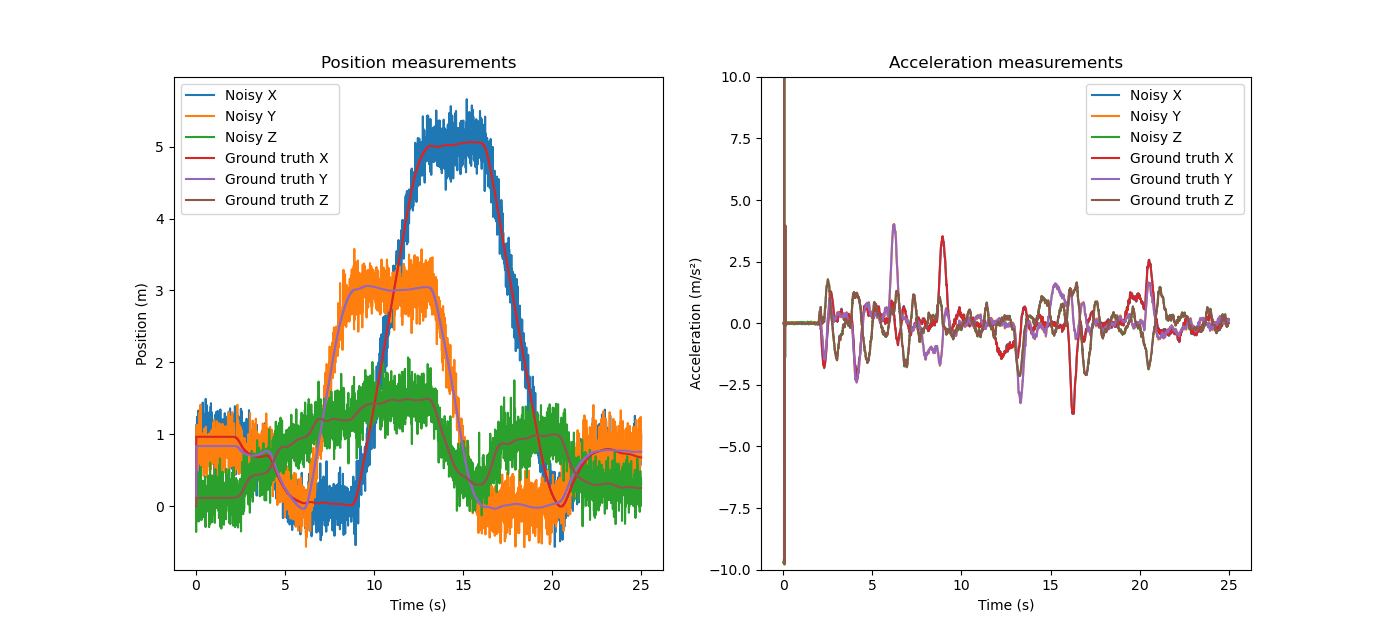 Position measurements
Noisy X
Noisy Y
Noisy Z
Ground truth X
Ground truth Y
Ground truth Z
5
4
3
2
1
0
Position (m)
0 5 10 15 20 25
Time (s)
Acceleration measurements
Noisy X
Noisy Y
Noisy Z
Ground truth X
Ground truth Y
Ground truth Z
10.0
7.5
5.0
2.5
0.0
−2.5
−5.0
−7.5
−10.0
Acceleration (m/s²)
0 5 10 15 20 25
Time (s)